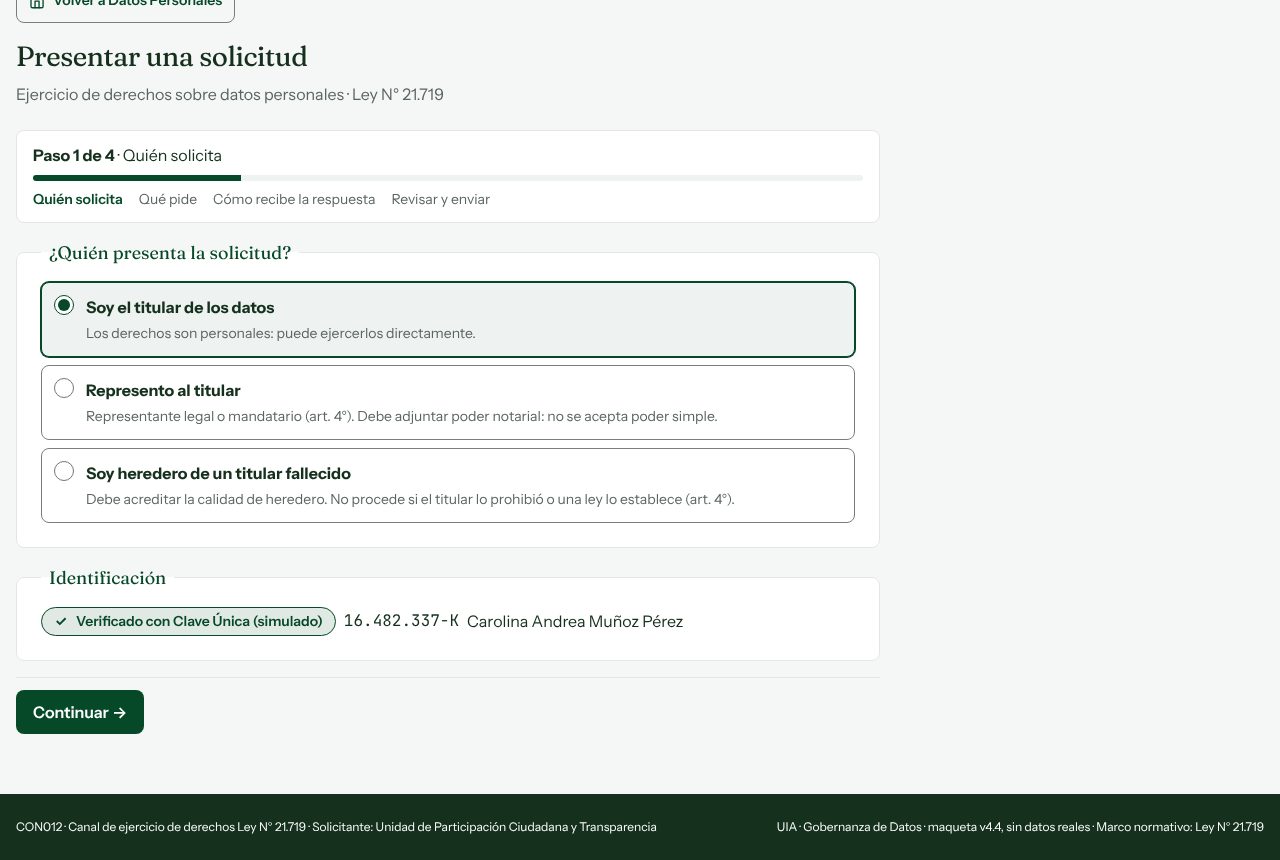 Volver a Datos Personales
Presentar una solicitud
Ejercicio de derechos sobre datos personales · Ley N° 21.719
Paso 1 de 4 · Quién solicita
Quién solicita Qué pide Cómo recibe la respuesta Revisar y enviar
¿Quién presenta la solicitud?
Soy el titular de los datos
Los derechos son personales: puede ejercerlos directamente.
Represento al titular
Representante legal o mandatario (art. 4°). Debe adjuntar poder notarial: no se acepta poder simple.
Soy heredero de un titular fallecido
Debe acreditar la calidad de heredero. No procede si el titular lo prohibió o una ley lo establece (art. 4°).
Identificación
✓ Verificado con Clave Única (simulado) 16.482.337-K Carolina Andrea Muñoz Pérez
Continuar →
CON012 · Canal de ejercicio de derechos Ley N° 21.719 · Solicitante: Unidad de Participación Ciudadana y Transparencia
UIA · Gobernanza de Datos · maqueta v4.4, sin datos reales · Marco normativo: Ley N° 21.719